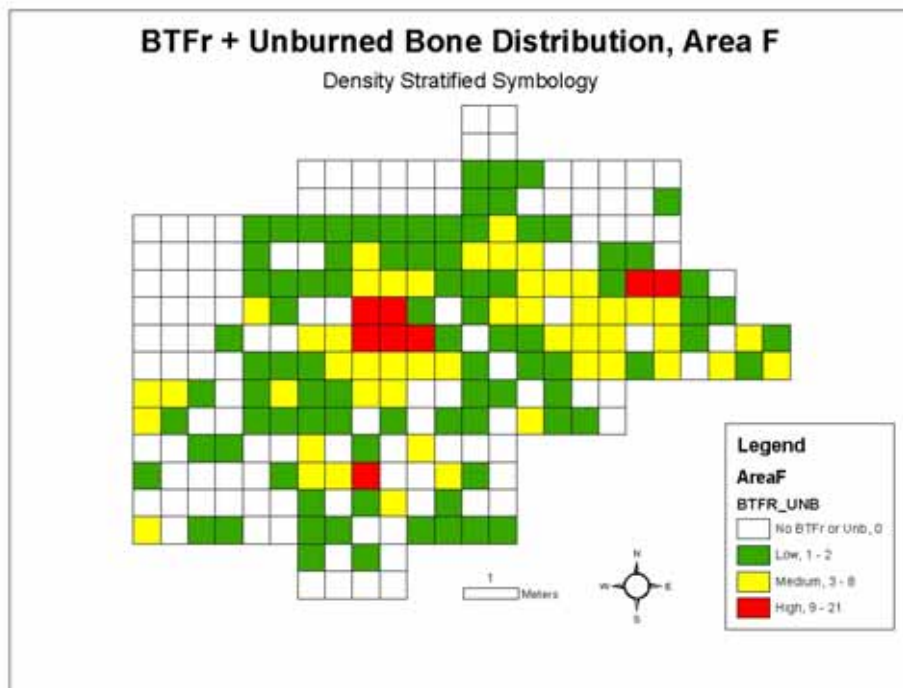 BTFr + Unburned Bone Distribution, Area F
Density Stratified Symbology
Legend
AreaF
BTFR_UNB
No BTFr or Unb, 0
Low, 1 - 2
Medium, 3 - 8
High, 9 - 21
1
Meters
N
W
E
S